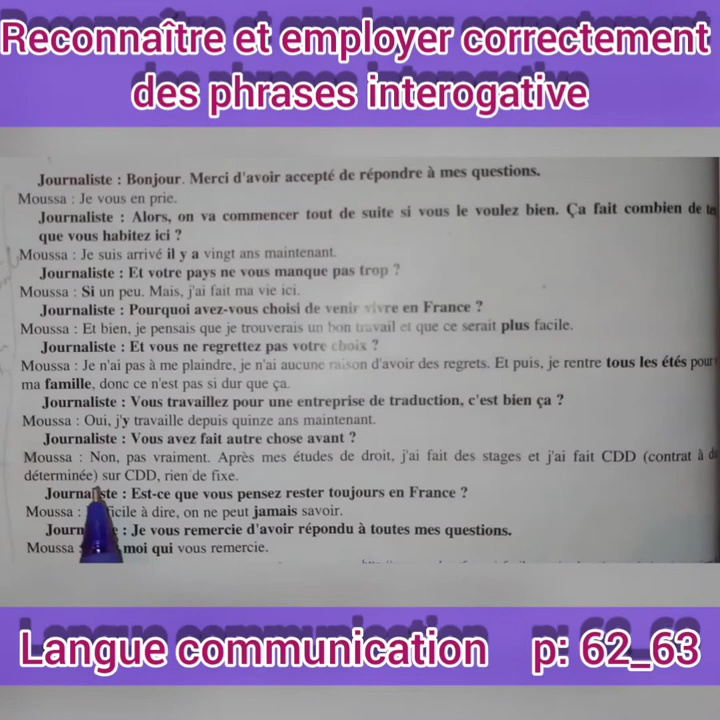 Reconnaître et employer correctement
des phrases interogative
Journaliste : Bonjour. Merci d'avoir accepté de répondre à mes questions.
Moussa : Je vous en prie.
Journaliste : Alors, on va commencer tout de suite si vous le voulez bien. Ça fait combien de
que vous habitez ici ?
Moussa : Je suis arrivé il y a vingt ans maintenant.
Journaliste : Et votre pays ne vous manque pas trop ?
Moussa : Si un peu. Mais, j'ai fait ma vie ici.
Journaliste : Pourquoi avez-vous choisi de venir vivre en France ?
Moussa : Et bien, je pensais que je trouverais un bon travail et que ce serait plus facile.
Journaliste : Et vous ne regrettez pas votre choix ?
Moussa : Je n'ai pas à me plaindre, je n'ai aucune raison d'avoir des regrets. Et puis, je rentre tous les étés pour
ma famille, donc ce n'est pas si dur que ça.
Journaliste : Vous travaillez pour une entreprise de traduction, c'est bien ça ?
Moussa : Oui, j'y travaille depuis quinze ans maintenant.
Journaliste : Vous avez fait autre chose avant ?
Moussa : Non, pas vraiment. Après mes études de droit, j'ai fait des stages et j'ai fait CDD (contrat à
déterminée) sur CDD, rien de fixe.
Journaliste : Est-ce que vous pensez rester toujours en France ?
Moussa : à dire, on ne peut jamais savoir.
: Je vous remercie d'avoir répondu à toutes mes questions.
Moussa moi qui vous remercie.
Langue communication p: 62_63